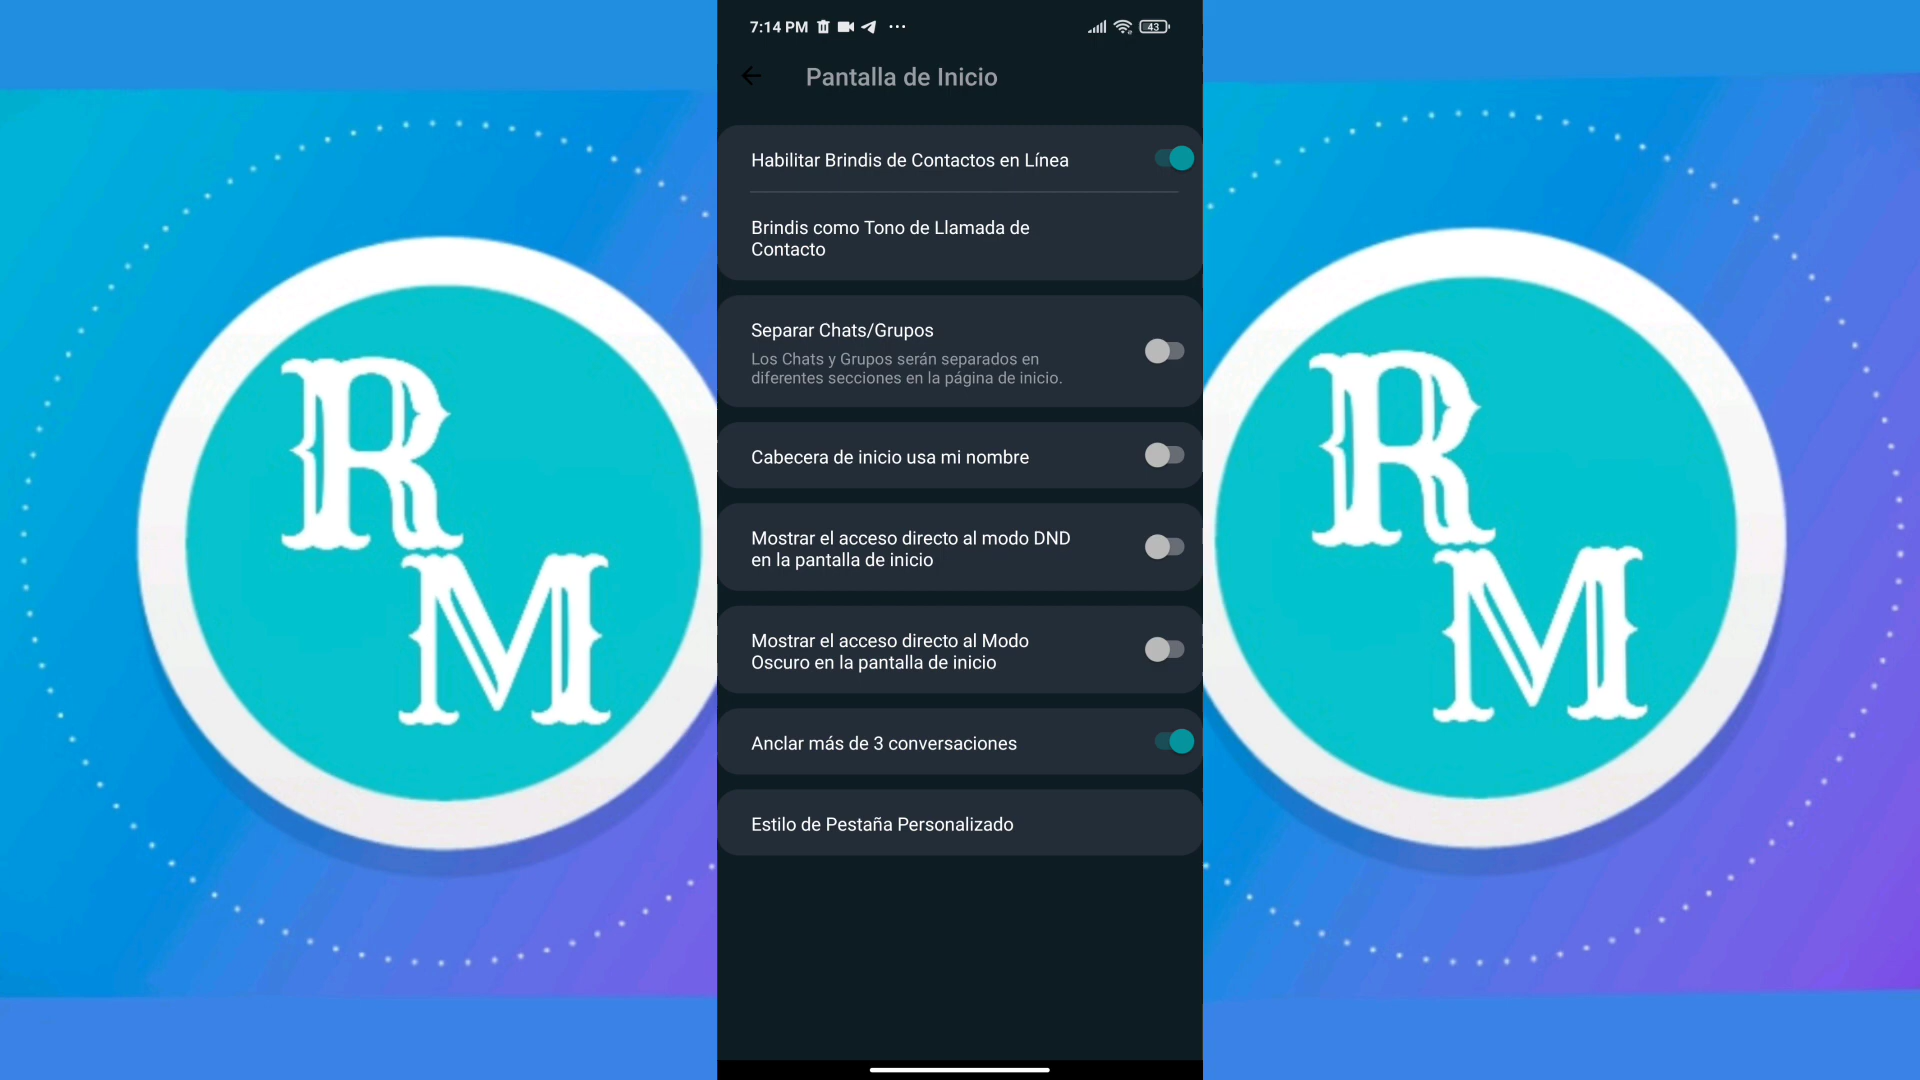 7:14 PM
43
Pantalla de Inicio
Habilitar Brindis de Contactos en Línea
Brindis como Tono de Llamada de
Contacto
Separar Chats/Grupos
Los Chats y Grupos serán separados en
diferentes secciones en la página de inicio.
Cabecera de inicio usa mi nombre
Mostrar el acceso directo al modo DND
en la pantalla de inicio
Mostrar el acceso directo al Modo
Oscuro en la pantalla de inicio
Anclar más de 3 conversaciones
Estilo de Pestaña Personalizado
R
M
R
M